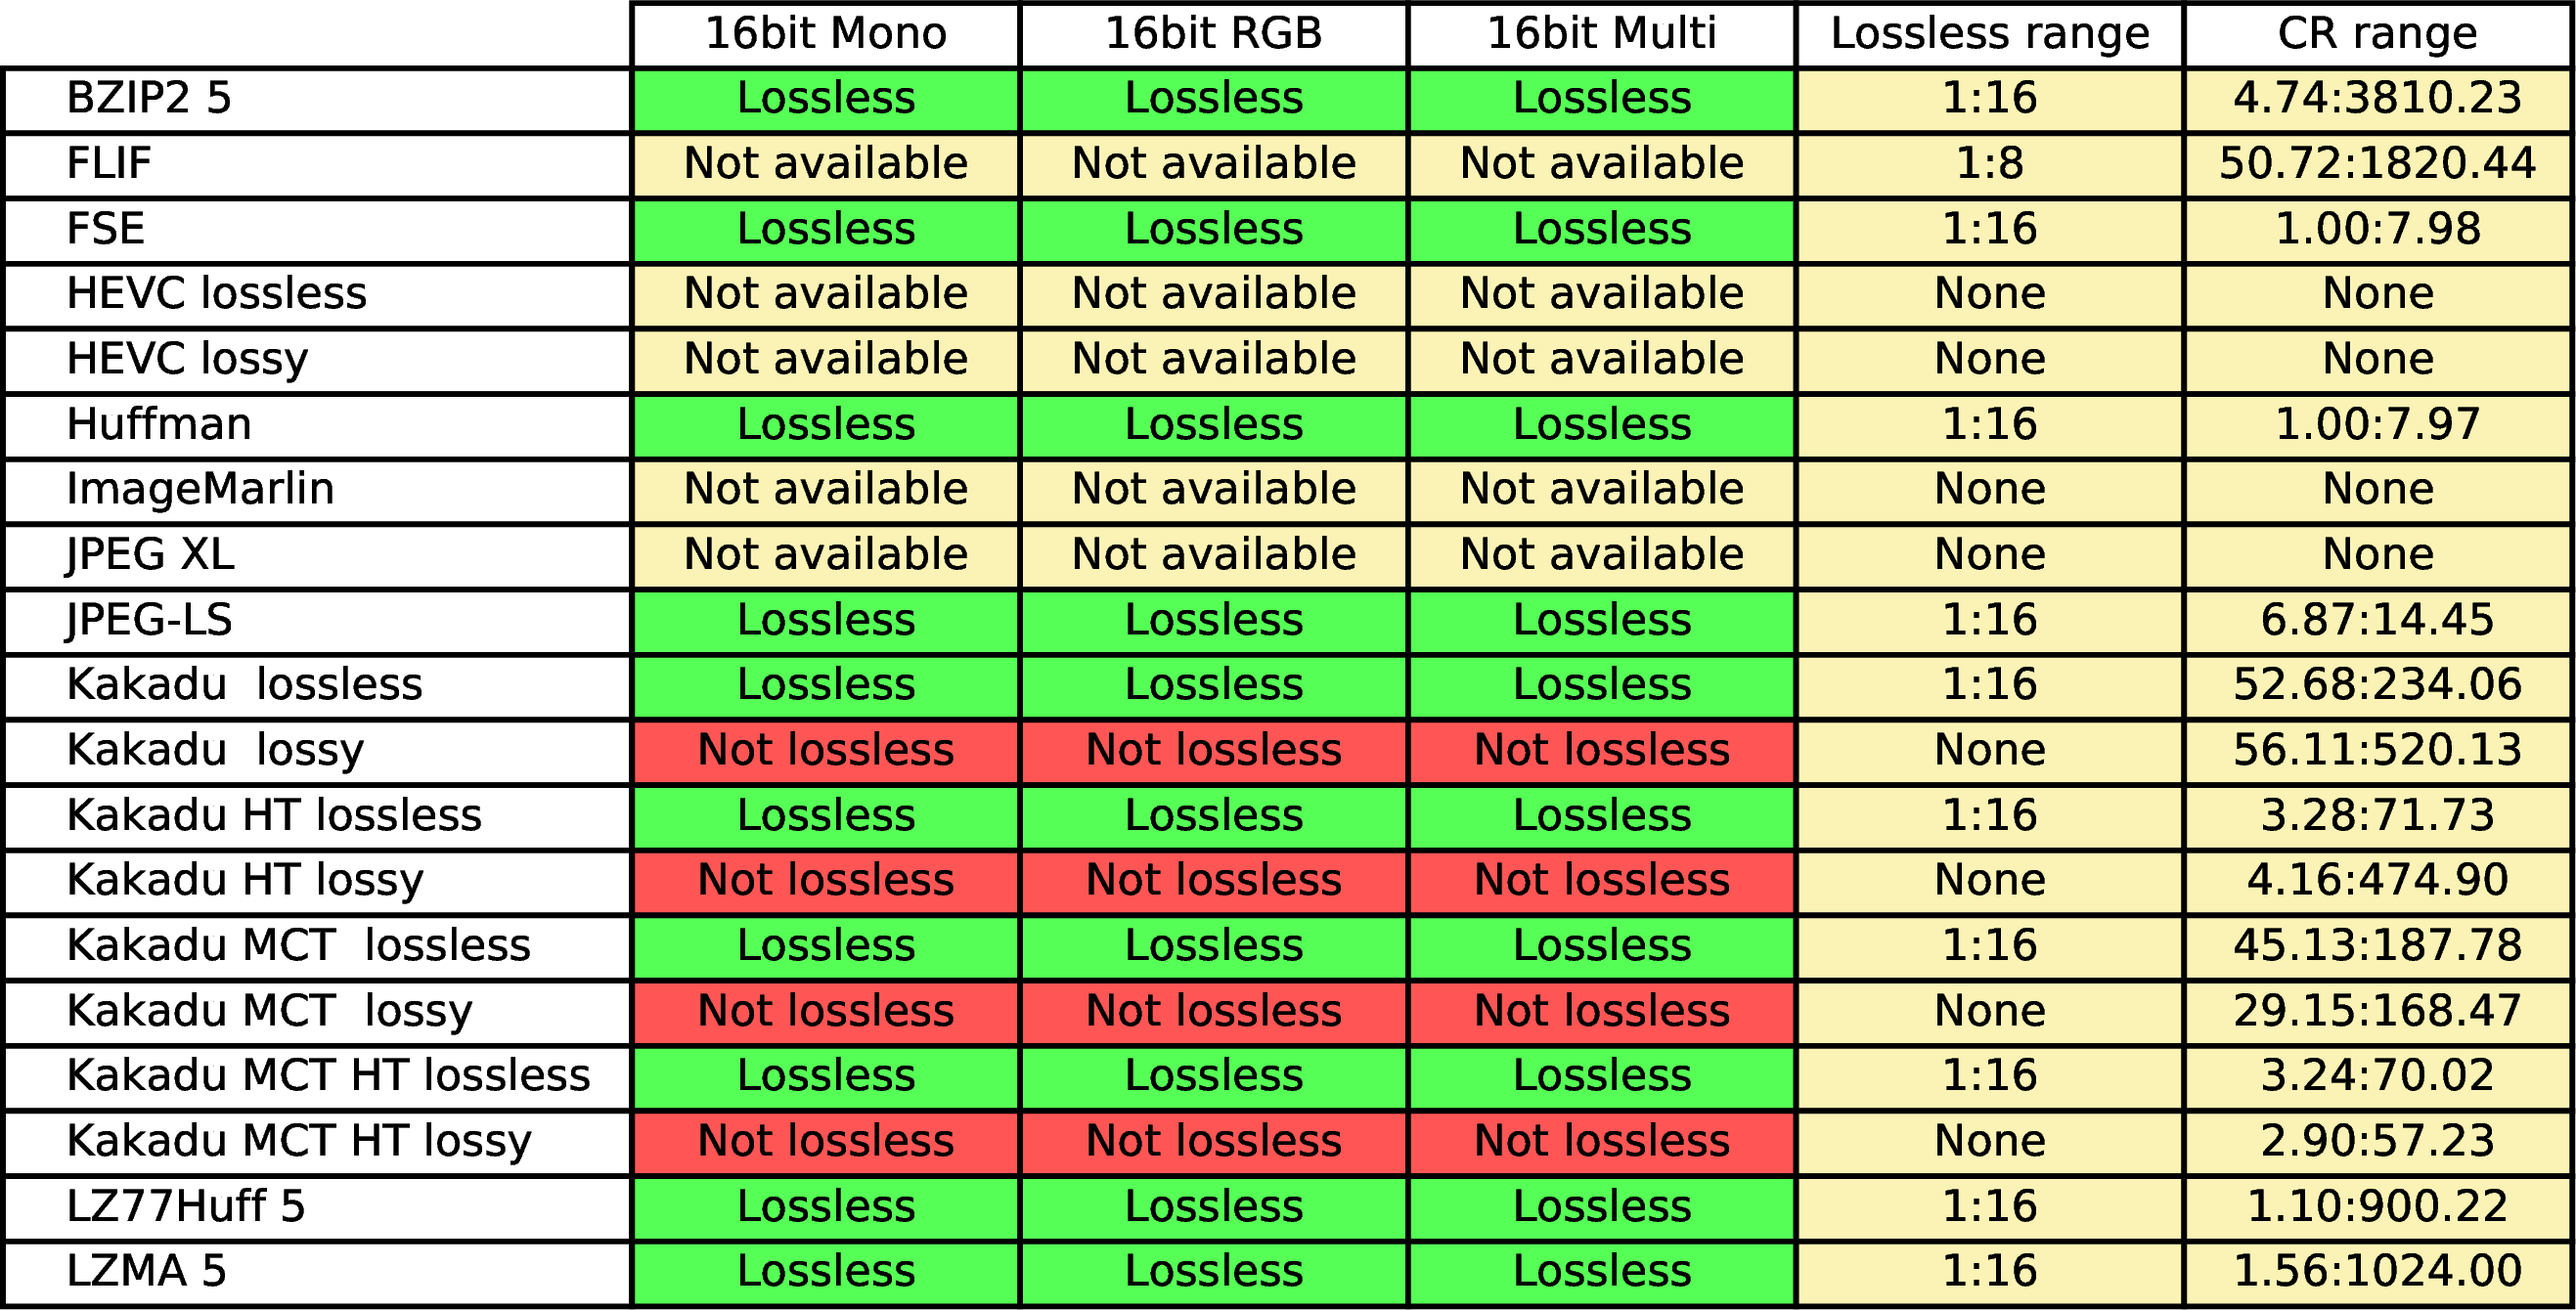 16bit Mono 16bit RGB 16bit Multi Lossless range CR range
BZIP2 5 Lossless Lossless Lossless 1:16 4.74:3810.23
FLIF Not available Not available Not available 1:8 50.72:1820.44
FSE Lossless Lossless Lossless 1:16 1.00:7.98
HEVC lossless Not available Not available Not available None None
HEVC lossy Not available Not available Not available None None
Huffman Lossless Lossless Lossless 1:16 1.00:7.97
ImageMarlin Not available Not available Not available None None
JPEG XL Not available Not available Not available None None
JPEG-LS Lossless Lossless Lossless 1:16 6.87:14.45
Kakadu lossless Lossless Lossless Lossless 1:16 52.68:234.06
Kakadu lossy Not lossless Not lossless Not lossless None 56.11:520.13
Kakadu HT lossless Lossless Lossless Lossless 1:16 3.28:71.73
Kakadu HT lossy Not lossless Not lossless Not lossless None 4.16:474.90
Kakadu MCT lossless Lossless Lossless Lossless 1:16 45.13:187.78
Kakadu MCT lossy Not lossless Not lossless Not lossless None 29.15:168.47
Kakadu MCT HT lossless Lossless Lossless Lossless 1:16 3.24:70.02
Kakadu MCT HT lossy Not lossless Not lossless Not lossless None 2.90:57.23
LZ77Huff 5 Lossless Lossless Lossless 1:16 1.10:900.22
LZMA 5 Lossless Lossless Lossless 1:16 1.56:1024.00